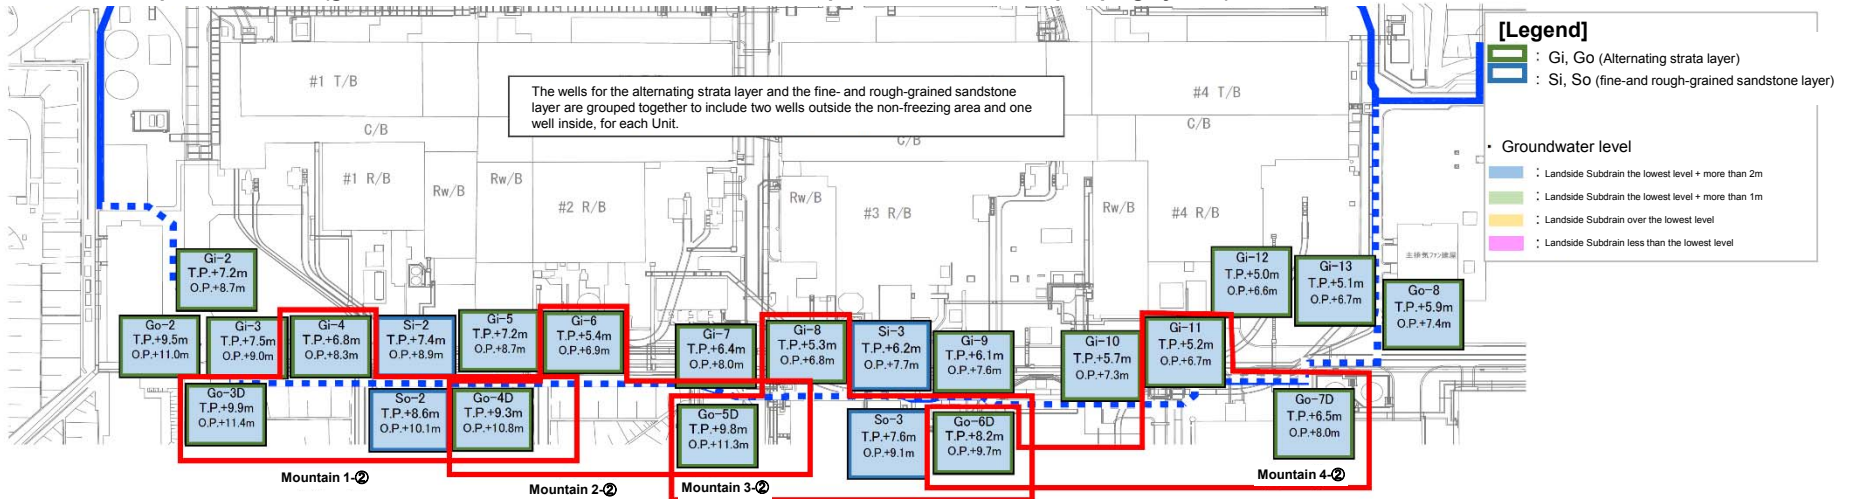 [Legend]
: Gi, Go (Alternating strata layer)
: Si, So (fine-and rough-grained sandstone layer)
· Groundwater level
: Landside Subdrain the lowest level + more than 2m
: Landside Subdrain the lowest level + more than 1m
: Landside Subdrain over the lowest level
: Landside Subdrain less than the lowest level
#1 T/B
The wells for the alternating strata layer and the fine- and rough-grained sandstone
layer are grouped together to include two wells outside the non-freezing area and one
well inside, for each Unit.
#4 T/B
C/B
C/B
C/B
#1 R/B
Rw/B
Rw/B
#2 R/B
Rw/B
#3 R/B
Rw/B
#4 R/B
Gi-2
T.P.+7.2m
O.P.+8.7m
Gi-12
T.P.+5.0m
O.P.+6.6m
Gi-13
T.P.+5.1m
O.P.+6.7m
Go-8
T.P.+5.9m
O.P.+7.4m
Go-2
T.P.+9.5m
O.P.+11.0m
Gi-3
T.P.+7.5m
O.P.+9.0m
Gi-4
T.P.+6.8m
O.P.+8.3m
Si-2
T.P.+7.4m
O.P.+8.9m
Gi-5
T.P.+7.2m
O.P.+8.7m
Gi-6
T.P.+5.4m
O.P.+6.9m
Gi-7
T.P.+6.4m
O.P.+8.0m
Gi-8
T.P.+5.3m
O.P.+6.8m
Si-3
T.P.+6.2m
O.P.+7.7m
Gi-9
T.P.+6.1m
O.P.+7.6m
Gi-10
T.P.+5.7m
O.P.+7.3m
Gi-11
T.P.+5.2m
O.P.+6.7m
Go-3D
T.P.+9.9m
O.P.+11.4m
So-2
T.P.+8.6m
O.P.+10.1m
Go-4D
T.P.+9.3m
O.P.+10.8m
Go-5D
T.P.+9.8m
O.P.+11.3m
So-3
T.P.+7.6m
O.P.+9.1m
Go-6D
T.P.+8.2m
O.P.+9.7m
Go-7D
T.P.+6.5m
O.P.+8.0m
Mountain 1-②
Mountain 2-②
Mountain 3-②
Mountain 4-②